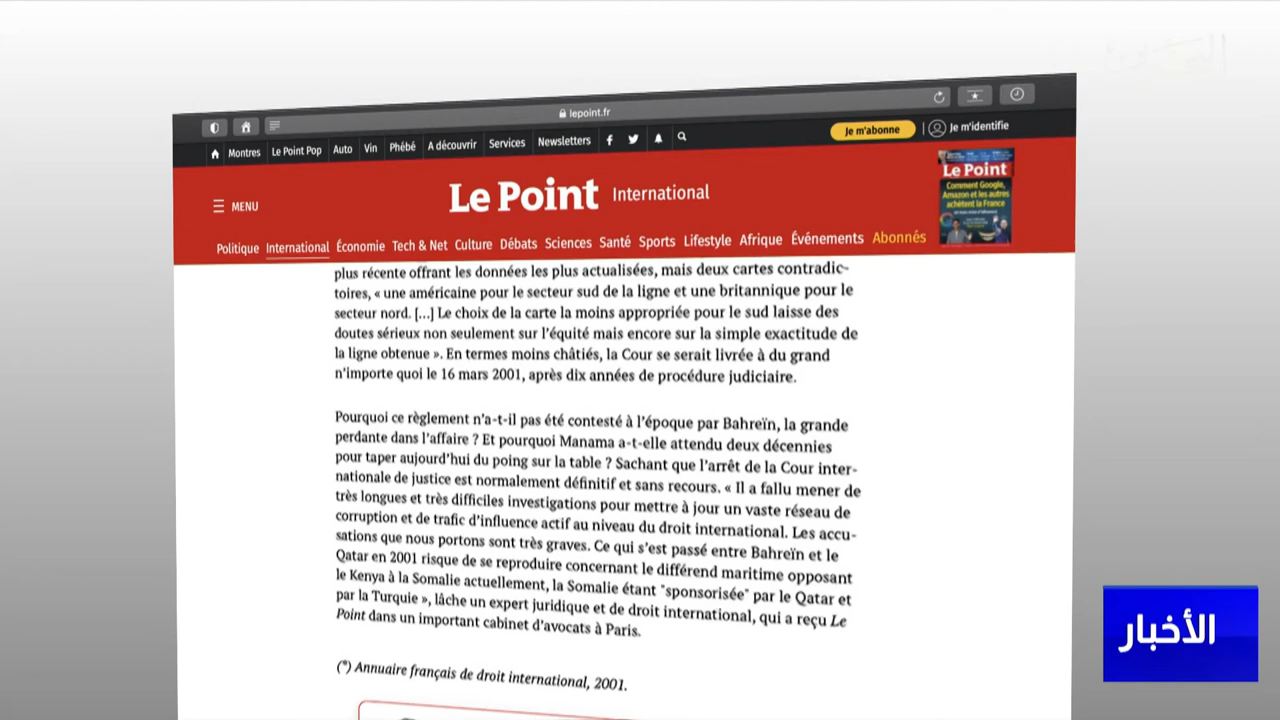 lepoint.fr
Montres Le Point Pop Auto Vin Phébé A découvrir Services Newsletters Je m'abonne Je m'identifie
MENU Le Point International
Le Point
Comment Google,
Amazon et les autres
achètent la France
Politique International Économie Tech & Net Culture Débats Sciences Santé Sports Lifestyle Afrique Événements Abonnés
plus récente offrant les données les plus actualisées, mais deux cartes contradic-
toires, « une américaine pour le secteur sud de la ligne et une britannique pour le
secteur nord. [...] Le choix de la carte la moins appropriée pour le sud laisse des
doutes sérieux non seulement sur l'équité mais encore sur la simple exactitude de
la ligne obtenue ». En termes moins châtiés, la Cour se serait livrée à du grand
n'importe quoi le 16 mars 2001, après dix années de procédure judiciaire.
Pourquoi ce règlement n'a-t-il pas été contesté à l'époque par Bahreïn, la grande
perdante dans l'affaire ? Et pourquoi Manama a-t-elle attendu deux décennies
pour taper aujourd'hui du poing sur la table ? Sachant que l'arrêt de la Cour inter-
nationale de justice est normalement définitif et sans recours. « Il a fallu mener de
très longues et très difficiles investigations pour mettre à jour un vaste réseau de
corruption et de trafic d'influence actif au niveau du droit international. Les accu-
sations que nous portons sont très graves. Ce qui s'est passé entre Bahreïn et le
Qatar en 2001 risque de se reproduire concernant le différend maritime opposant
le Kenya à la Somalie actuellement, la Somalie étant "sponsorisée" par le Qatar et
par la Turquie », lâche un expert juridique et de droit international, qui a reçu Le
Point dans un important cabinet d'avocats à Paris.
(*) Annuaire français de droit international, 2001.
الأخبار